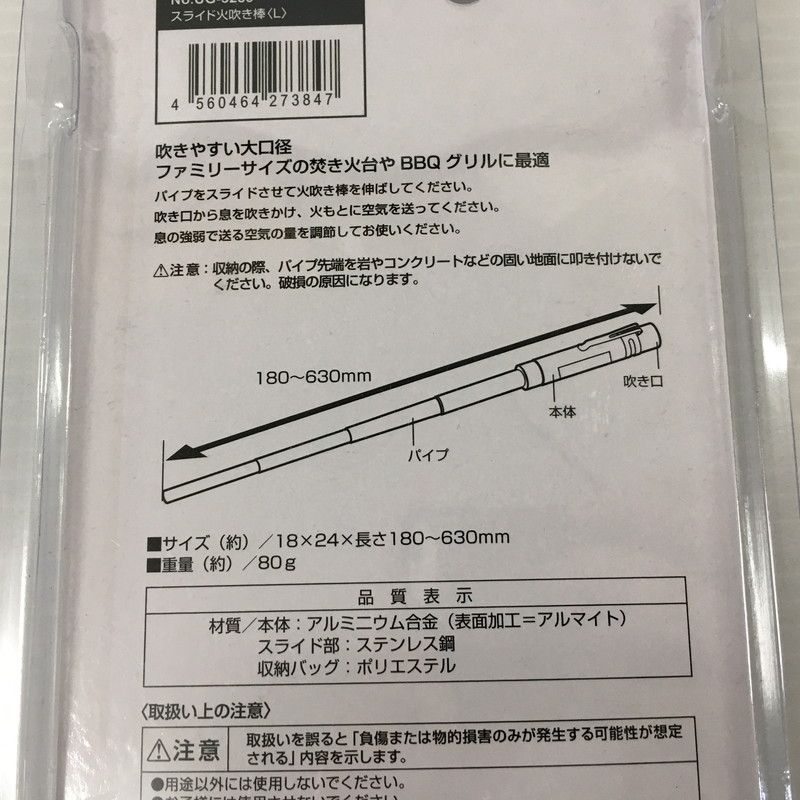 スライド火吹き棒〈L〉
4 560464 273847
吹きやすい大口径
ファミリーサイズの焚き火台や BBQ グリルに最適
パイプをスライドさせて火吹き棒を伸ばしてください。
吹き口から息を吹きかけ、火もとに空気を送ってください。
息の強弱で送る空気の量を調節してお使いください。
⚠注意：収納の際、パイプ先端を岩やコンクリートなどの固い地面に叩き付けないで
ください。破損の原因になります。
180〜630mm
吹き口
本体
パイプ
■サイズ（約）／18×24×長さ180〜630mm
■重量（約）／80g
品質表示
材質／本体：アルミニウム合金（表面加工＝アルマイト）
スライド部：ステンレス鋼
収納バッグ：ポリエステル
〈取扱い上の注意〉
⚠注意
取扱いを誤ると「負傷または物的損害のみが発生する可能性が想定
される」内容を示します。
●用途以外には使用しないでください。